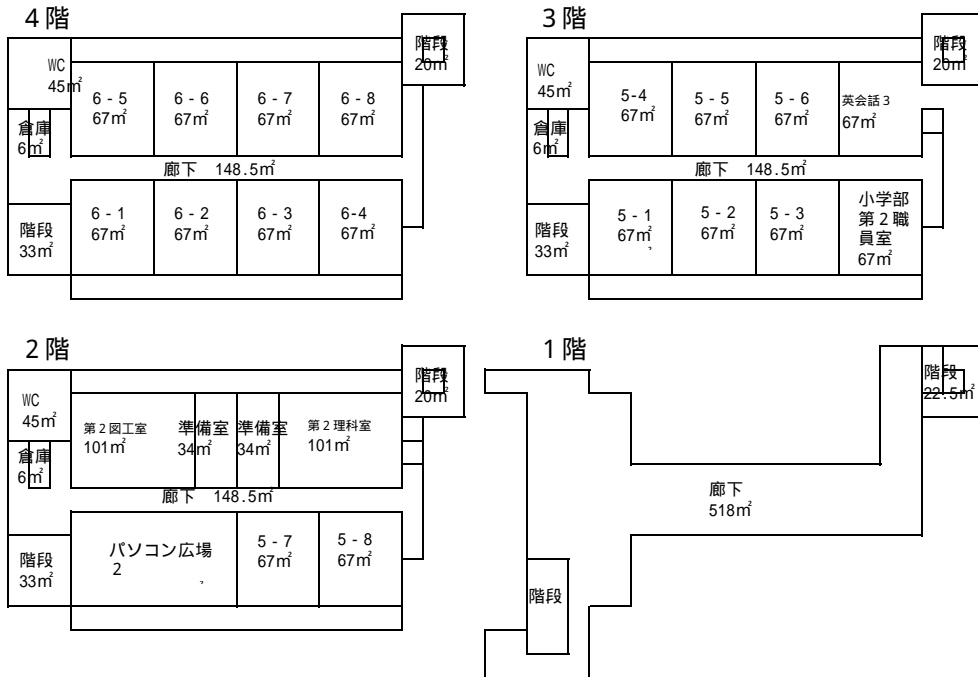 4階
階段
20㎡
WC
45㎡
6-5
67㎡
6-6
67㎡
6-7
67㎡
6-8
67㎡
倉庫
6㎡
廊下 148.5㎡
階段
33㎡
6-1
67㎡
6-2
67㎡
6-3
67㎡
6-4
67㎡
3階
階段
20㎡
WC
45㎡
5-4
67㎡
5-5
67㎡
5-6
67㎡
英会話3
67㎡
倉庫
6㎡
廊下 148.5㎡
階段
33㎡
5-1
67㎡
5-2
67㎡
5-3
67㎡
小学部
第2職
員室
67㎡
2階
階段
20㎡
WC
45㎡
第2図工室
101㎡
準備室
34㎡
準備室
34㎡
第2理科室
101㎡
倉庫
6㎡
廊下 148.5㎡
階段
33㎡
パソコン広場
2
5-7
67㎡
5-8
67㎡
1階
階段
22.5㎡
廊下
518㎡
階段